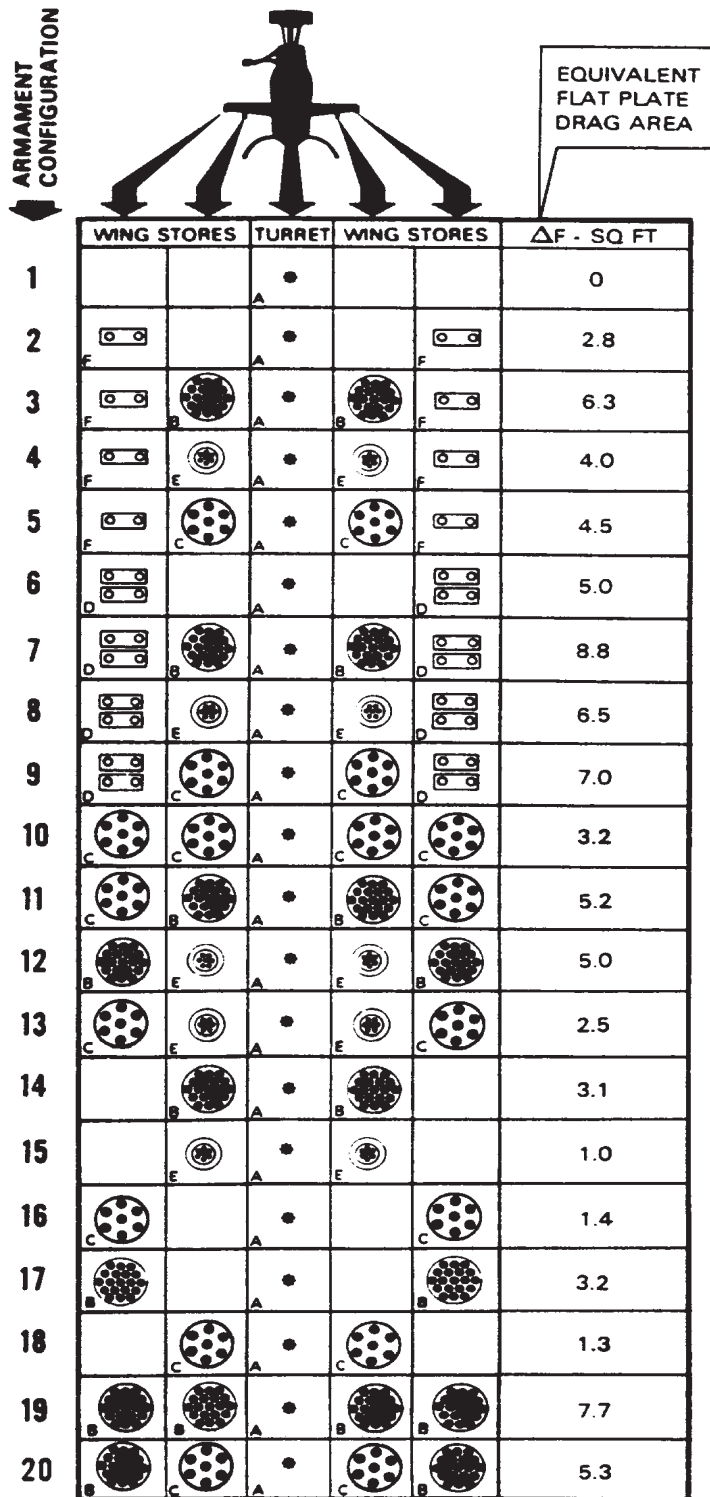 ARMAMENT
CONFIGURATION
EQUIVALENT
FLAT PLATE
DRAG AREA
WING STORES TURRET WING STORES ΔF - SQ FT
1 A 0
2 F A F 2.8
3 F B A B F 6.3
4 F E A E F 4.0
5 F C A C F 4.5
6 D A D 5.0
7 D B A B D 8.8
8 D E A E D 6.5
9 D C A C D 7.0
10 C C A C C 3.2
11 C B A B C 5.2
12 B E A E B 5.0
13 C E A E C 2.5
14 B A B 3.1
15 E A E 1.0
16 C A C 1.4
17 B A B 3.2
18 C A C 1.3
19 B B A B B 7.7
20 B C A C B 5.3